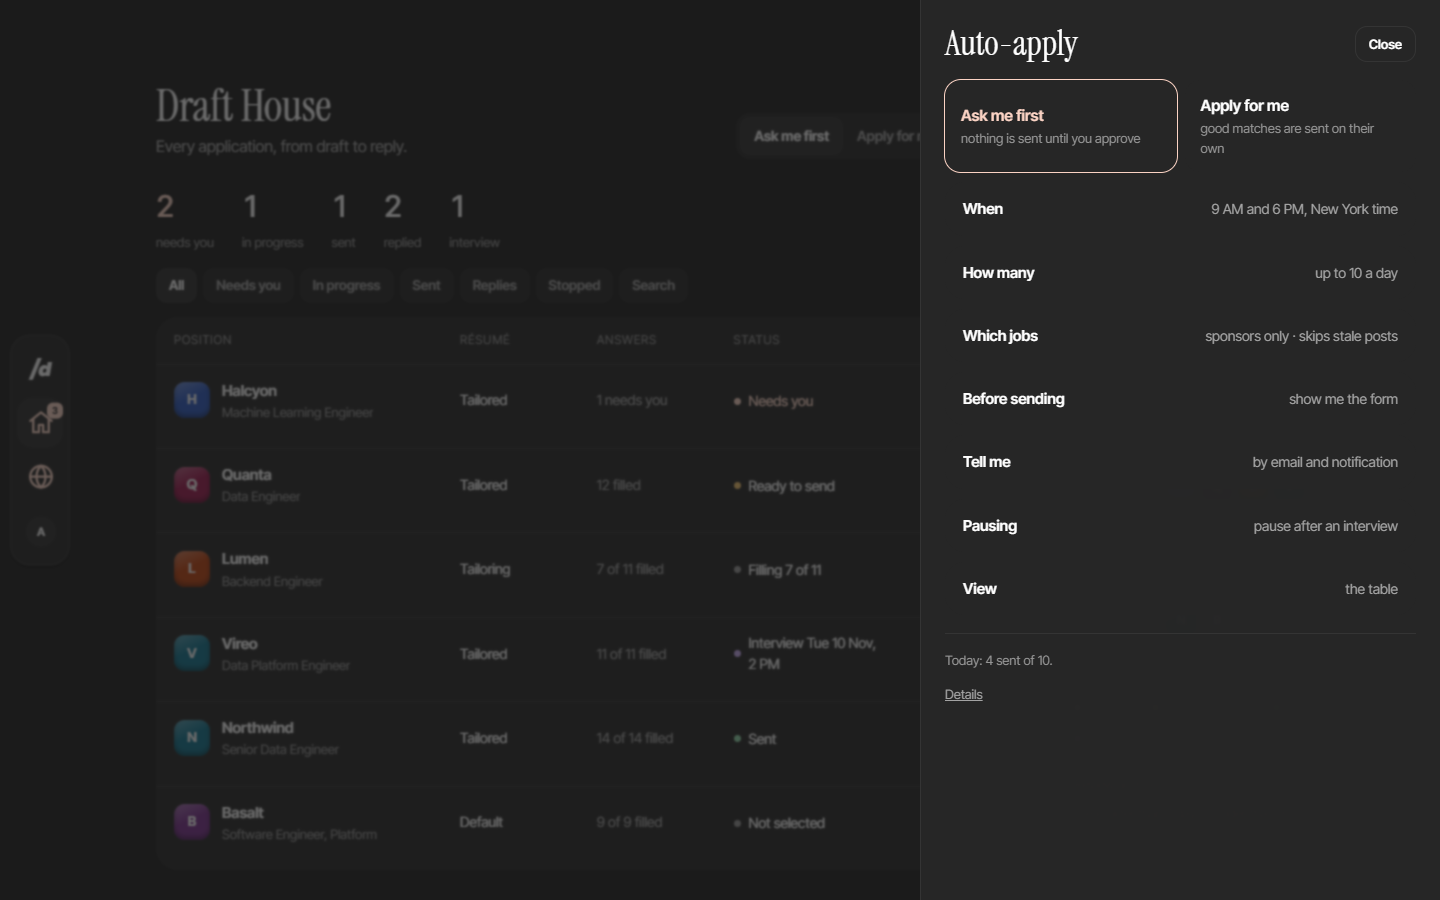 Auto-apply
Close
Ask me first
nothing is sent until you approve
Apply for me
good matches are sent on their
own
When
9 AM and 6 PM, New York time
How many
up to 10 a day
Which jobs
sponsors only · skips stale posts
Before sending
show me the form
Tell me
by email and notification
Pausing
pause after an interview
View
the table
Today: 4 sent of 10.
Details
Draft House
Every application, from draft to reply.
Ask me first
Apply for
2
1
1
2
1
needs you
in progress
sent
replied
interview
All
Needs you
In progress
Sent
Replies
Stopped
Search
POSITION
RÉSUMÉ
ANSWERS
STATUS
H
Halcyon
Machine Learning Engineer
Tailored
1 needs you
Needs you
Q
Quanta
Data Engineer
Tailored
12 filled
Ready to send
L
Lumen
Backend Engineer
Tailoring
7 of 11 filled
Filling 7 of 11
V
Vireo
Data Platform Engineer
Tailored
11 of 11 filled
Interview Tue 10 Nov,
2 PM
N
Northwind
Senior Data Engineer
Tailored
14 of 14 filled
Sent
B
Basalt
Software Engineer, Platform
Default
9 of 9 filled
Not selected
/d
3
A